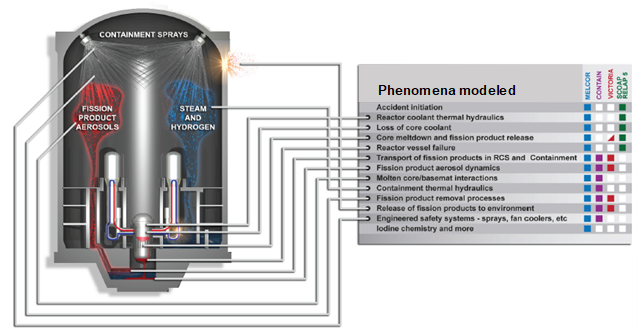 CONTAINMENT SPRAYS
FISSION
PRODUCT
AEROSOLS
STEAM
AND
HYDROGEN
Phenomena modeled
MELCOR
CONTAIN
VICTORIA
SCDAP
RELAP 5
Accident initiation
Reactor coolant thermal hydraulics
Loss of core coolant
Core meltdown and fission product release
Reactor vessel failure
Transport of fission products in RCS and Containment
Fission product aerosol dynamics
Molten core/basemat interactions
Containment thermal hydraulics
Fission product removal processes
Release of fission products to environment
Engineered safety systems - sprays, fan coolers, etc
Iodine chemistry and more